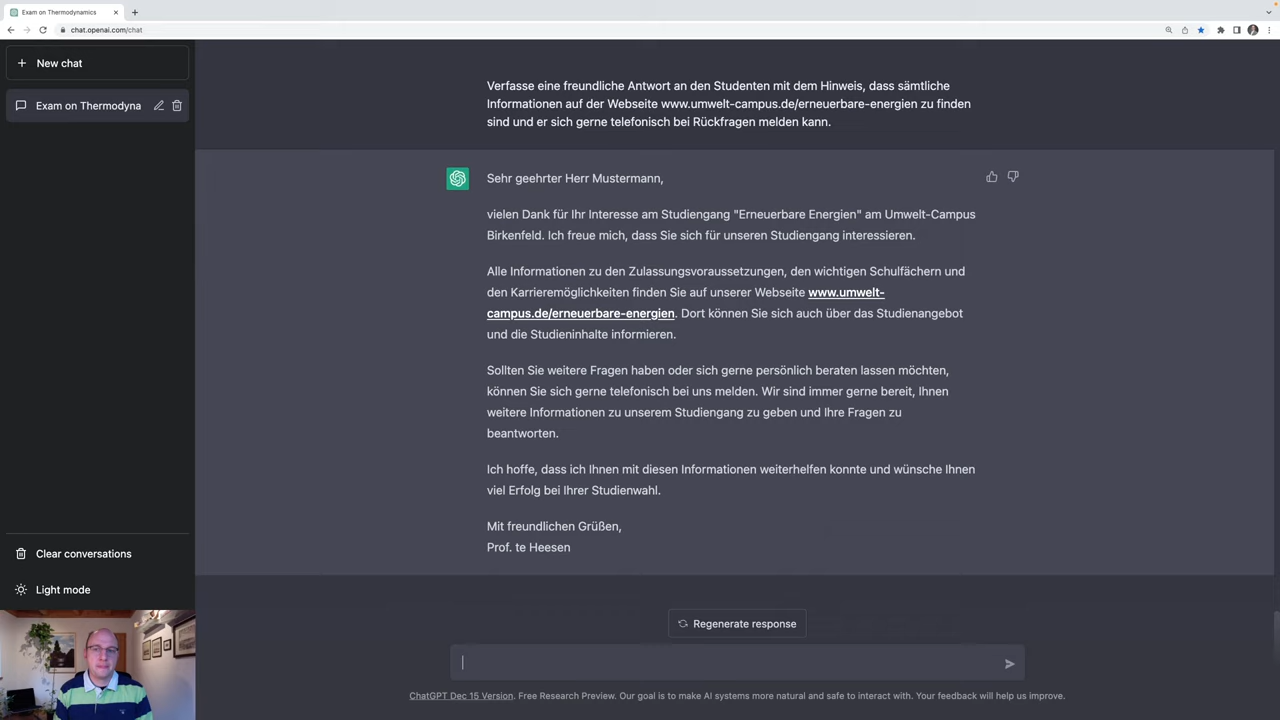 Exam on Thermodynamics
chat.openai.com/chat
New chat
Exam on Thermodyna
Clear conversations
Light mode
Verfasse eine freundliche Antwort an den Studenten mit dem Hinweis, dass sämtliche
Informationen auf der Webseite www.umwelt-campus.de/erneuerbare-energien zu finden
sind und er sich gerne telefonisch bei Rückfragen melden kann.
Sehr geehrter Herr Mustermann,
vielen Dank für Ihr Interesse am Studiengang "Erneuerbare Energien" am Umwelt-Campus
Birkenfeld. Ich freue mich, dass Sie sich für unseren Studiengang interessieren.
Alle Informationen zu den Zulassungsvoraussetzungen, den wichtigen Schulfächern und
den Karrieremöglichkeiten finden Sie auf unserer Webseite www.umwelt-
campus.de/erneuerbare-energien. Dort können Sie sich auch über das Studienangebot
und die Studieninhalte informieren.
Sollten Sie weitere Fragen haben oder sich gerne persönlich beraten lassen möchten,
können Sie sich gerne telefonisch bei uns melden. Wir sind immer gerne bereit, Ihnen
weitere Informationen zu unserem Studiengang zu geben und Ihre Fragen zu
beantworten.
Ich hoffe, dass ich Ihnen mit diesen Informationen weiterhelfen konnte und wünsche Ihnen
viel Erfolg bei Ihrer Studienwahl.
Mit freundlichen Grüßen,
Prof. te Heesen
Regenerate response
ChatGPT Dec 15 Version. Free Research Preview. Our goal is to make AI systems more natural and safe to interact with. Your feedback will help us improve.